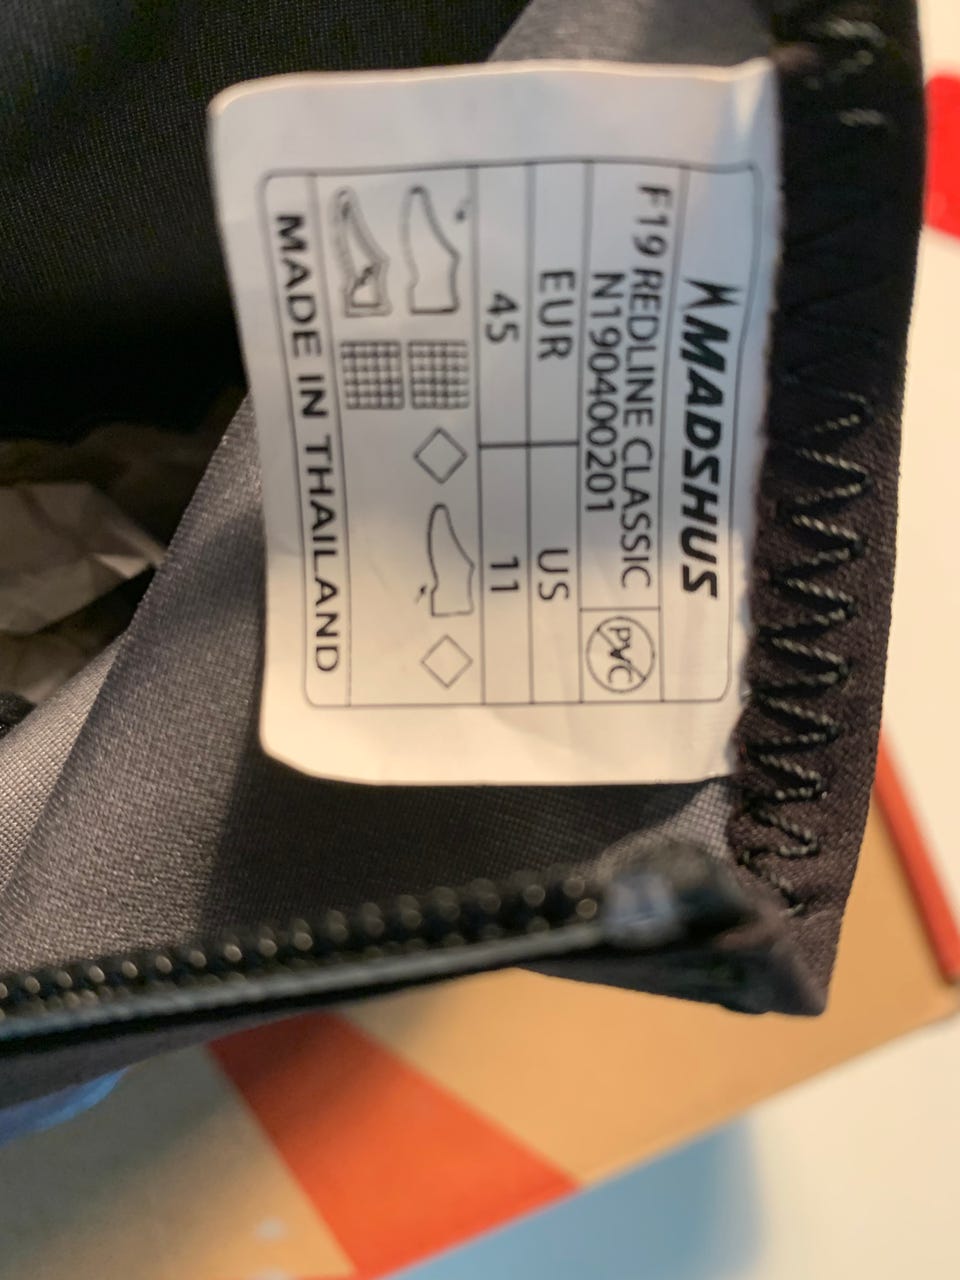 MADSHUS
F19 REDLINE CLASSIC
N190400201
PVC
EUR US
45 11
MADE IN THAILAND